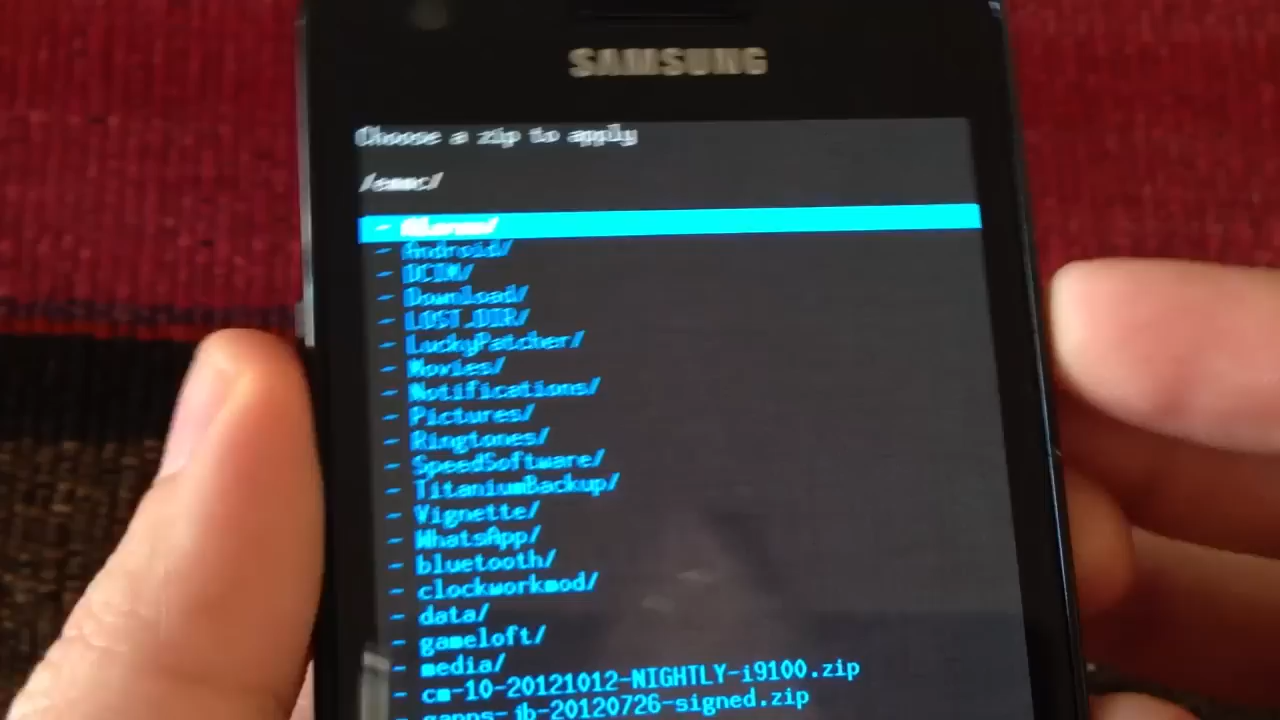 SAMSUNG
Choose a zip to apply
/emmc/
- Alarms/
- Android/
- DCIM/
- Download/
- LOST.DIR/
- LuckyPatcher/
- Movies/
- Notifications/
- Pictures/
- Ringtones/
- SpeedSoftware/
- TitaniumBackup/
- Vignette/
- WhatsApp/
- bluetooth/
- clockworkmod/
- data/
- gameloft/
- media/
- cm-10-20121012-NIGHTLY-i9100.zip
- gapps-jb-20120726-signed.zip